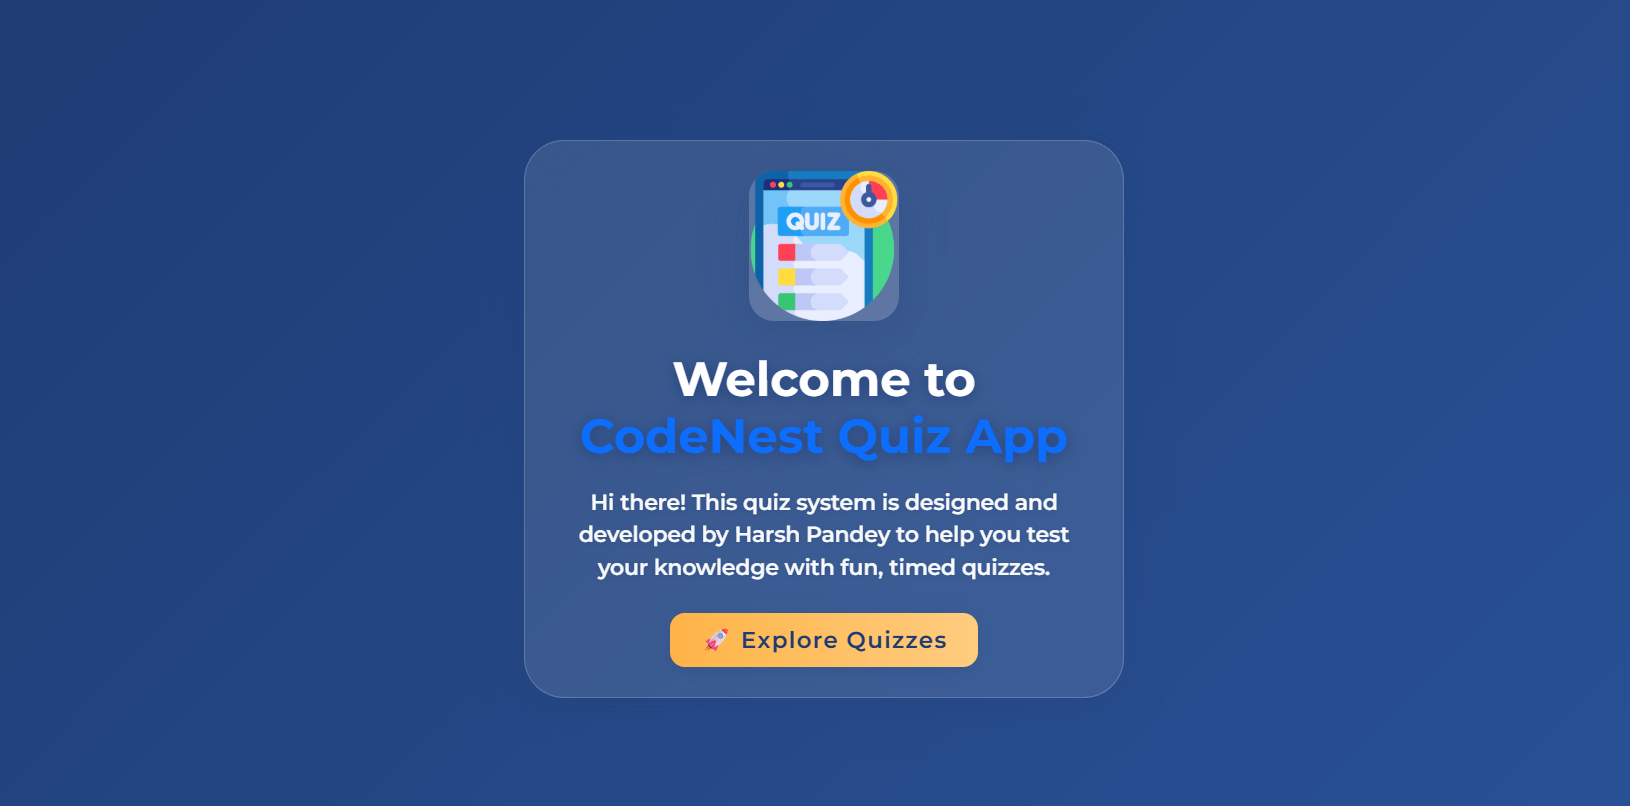 QUIZ
Welcome to
CodeNest Quiz App
Hi there! This quiz system is designed and
developed by Harsh Pandey to help you test
your knowledge with fun, timed quizzes.
🚀 Explore Quizzes